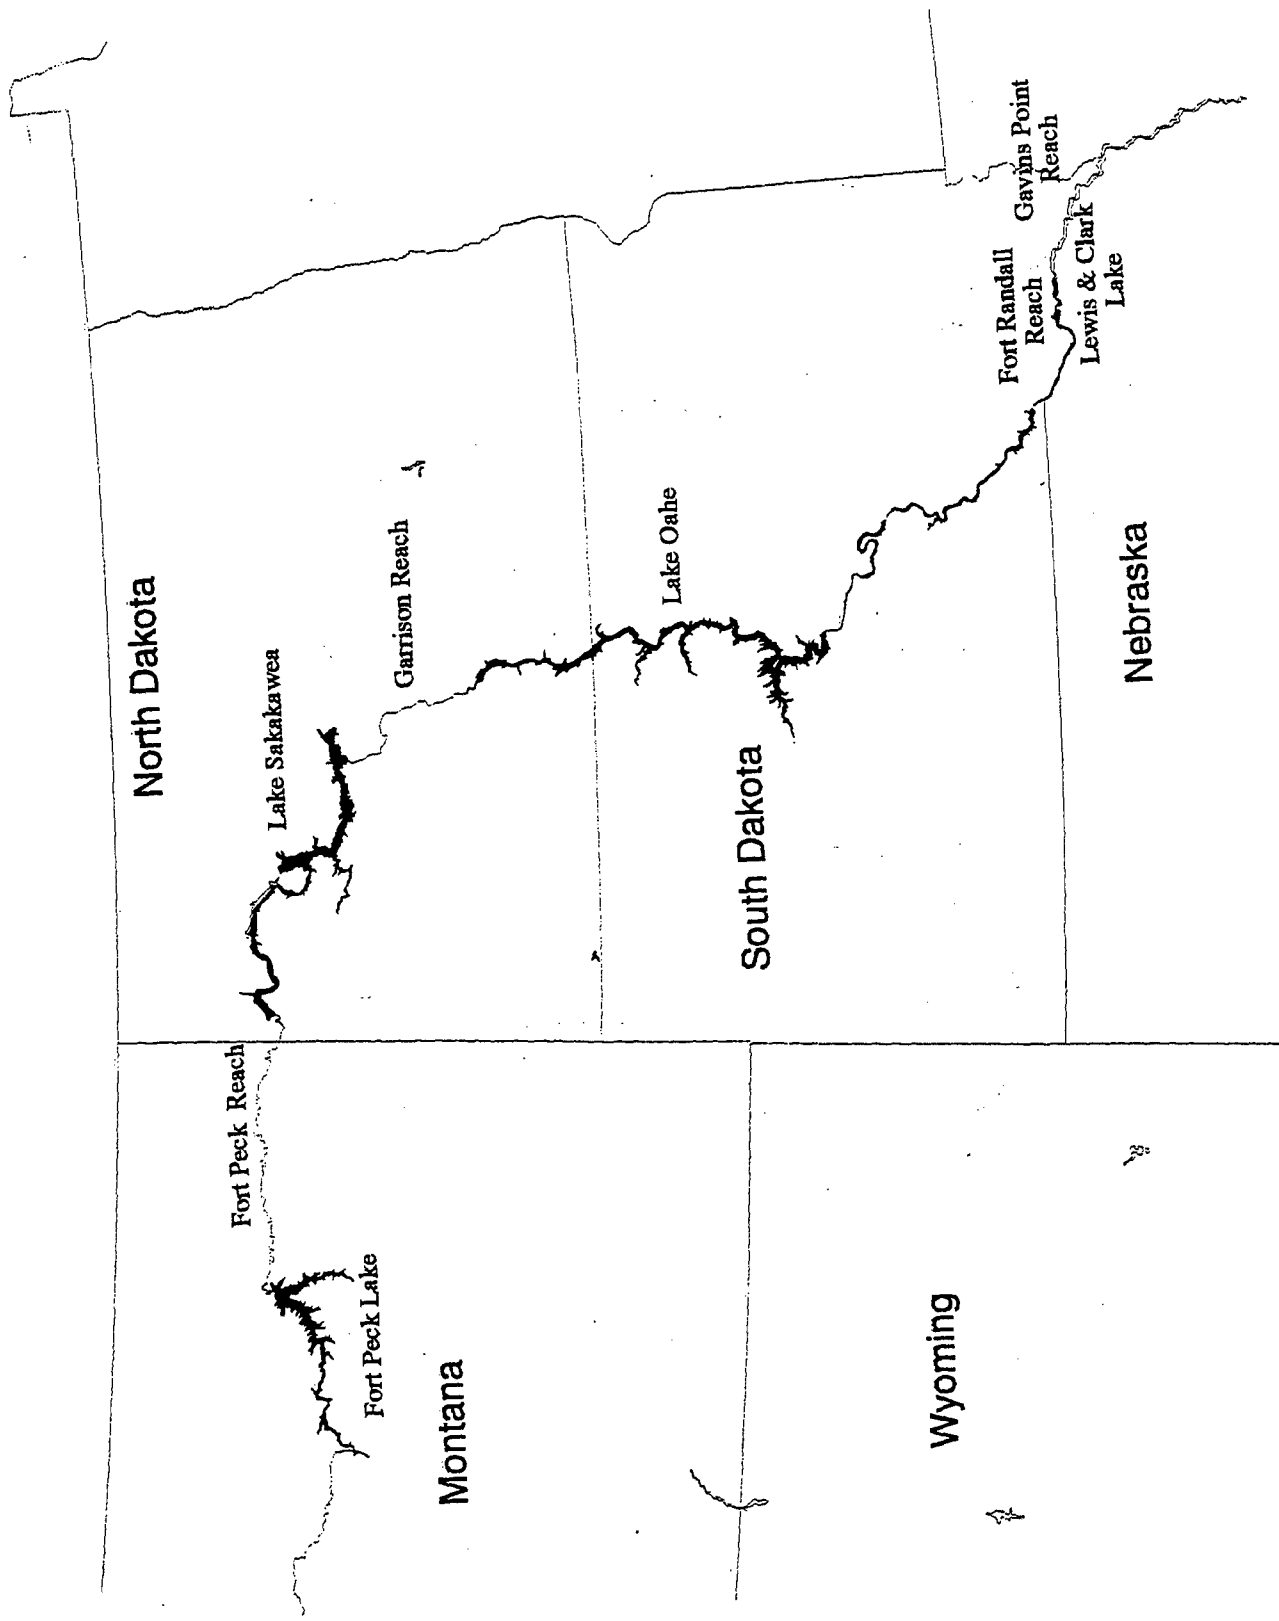 North Dakota
Lake Sakakawea
Garrison Reach
Fort Peck Reach
Fort Peck Lake
Montana
Lake Oahe
South Dakota
Wyoming
Nebraska
Fort Randall
Reach
Gavins Point
Reach
Lewis & Clark
Lake